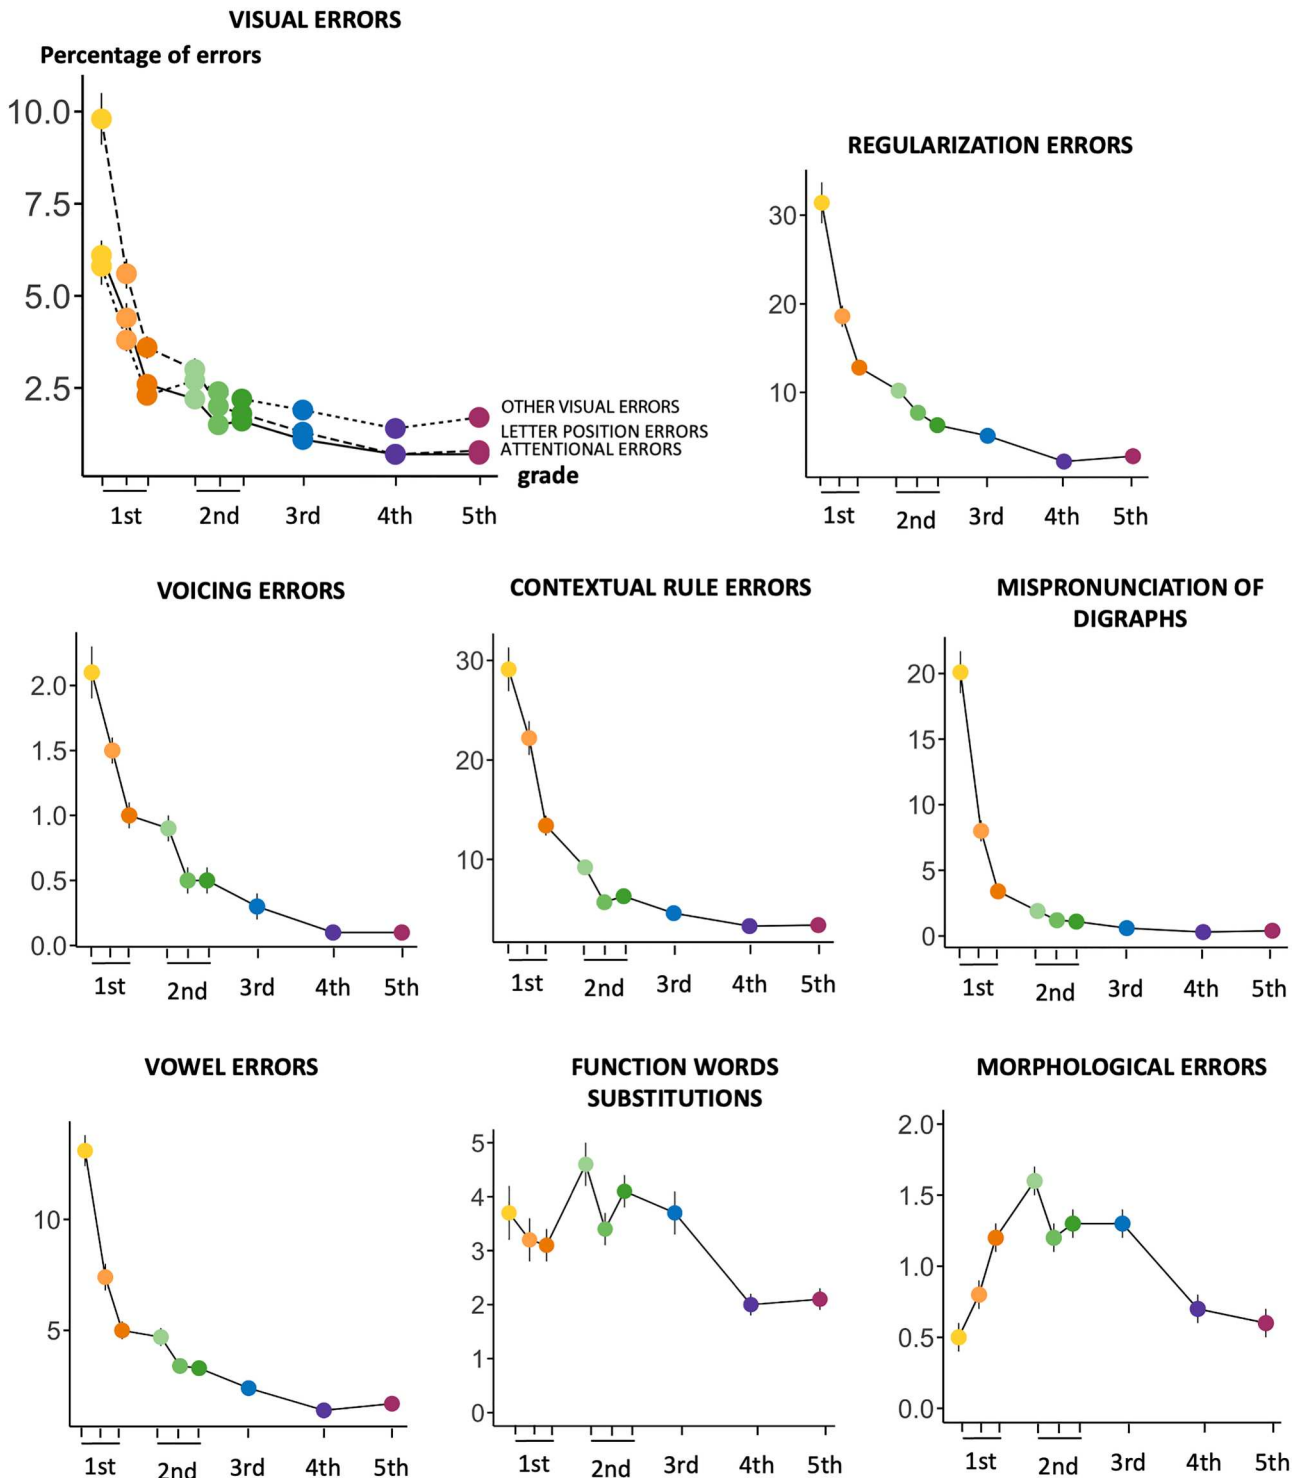 VISUAL ERRORS
Percentage of errors
10.0
7.5
5.0
2.5
OTHER VISUAL ERRORS
LETTER POSITION ERRORS
ATTENTIONAL ERRORS
grade
1st 2nd 3rd 4th 5th
REGULARIZATION ERRORS
30
20
10
1st 2nd 3rd 4th 5th
VOICING ERRORS
2.0
1.5
1.0
0.5
0.0
1st 2nd 3rd 4th 5th
CONTEXTUAL RULE ERRORS
30
20
10
1st 2nd 3rd 4th 5th
MISPRONUNCIATION OF
DIGRAPHS
20
15
10
5
0
1st 2nd 3rd 4th 5th
VOWEL ERRORS
10
5
1st 2nd 3rd 4th 5th
FUNCTION WORDS
SUBSTITUTIONS
5
4
3
2
1
0
1st 2nd 3rd 4th 5th
MORPHOLOGICAL ERRORS
2.0
1.5
1.0
0.5
0.0
1st 2nd 3rd 4th 5th